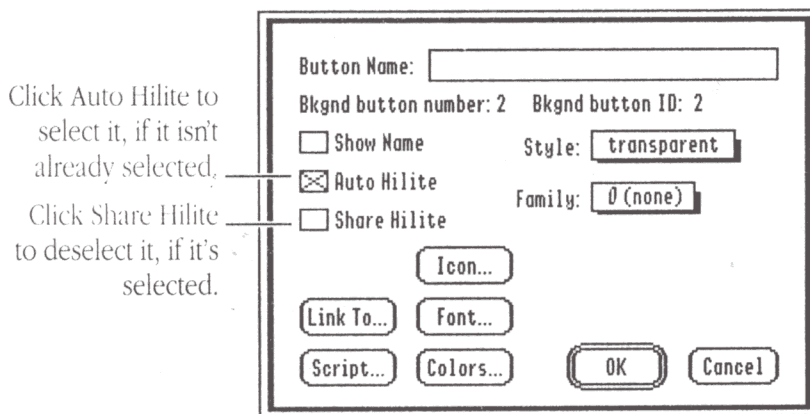 Click Auto Hilite to
select it, if it isn't
already selected.
Click Share Hilite
to deselect it, if it's
selected.
Button Name:
Bkgnd button number: 2 Bkgnd button ID: 2
Show Name
Style: transparent
Auto Hilite
Family: 0 (none)
Share Hilite
Icon...
Link To... Font...
Script... Colors... OK Cancel